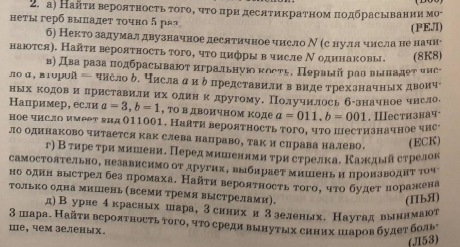 2. а) Найти вероятность того, что при десятикратном подбрасывании мо-
неты герб выпадет точно 5 раз. (РЕЛ)
б) Некто задумал двузначное десятичное число N (с нуля числа не начи-
наются). Найти вероятность того, что цифры в числе N одинаковы. (8К8)
в) Два раза подбрасывают игральную кость. Первый раз выпадет чис-
ло a, второй — число b. Числа a и b представили в виде трехзначных двоич-
ных кодов и приставили их один к другому. Получилось 6-значное число.
Например, если a = 3, b = 1, то в двоичном коде a = 011, b = 001. Шестизнач-
ное число имеет вид 011001. Найти вероятность того, что шестизначное чис-
ло одинаково читается как слева направо, так и справа налево. (ЕСК)
г) В тире три мишени. Перед мишенями три стрелка. Каждый стрелок
самостоятельно, независимо от других, выбирает мишень и производит точ-
но один выстрел без промаха. Найти вероятность того, что будет поражена
только одна мишень (всеми тремя выстрелами). (ПЬЯ)
д) В урне 4 красных шара, 3 синих и 3 зеленых. Наугад вынимают
3 шара. Найти вероятность того, что среди вынутых синих шаров будет боль-
ше, чем зеленых. (Л53)